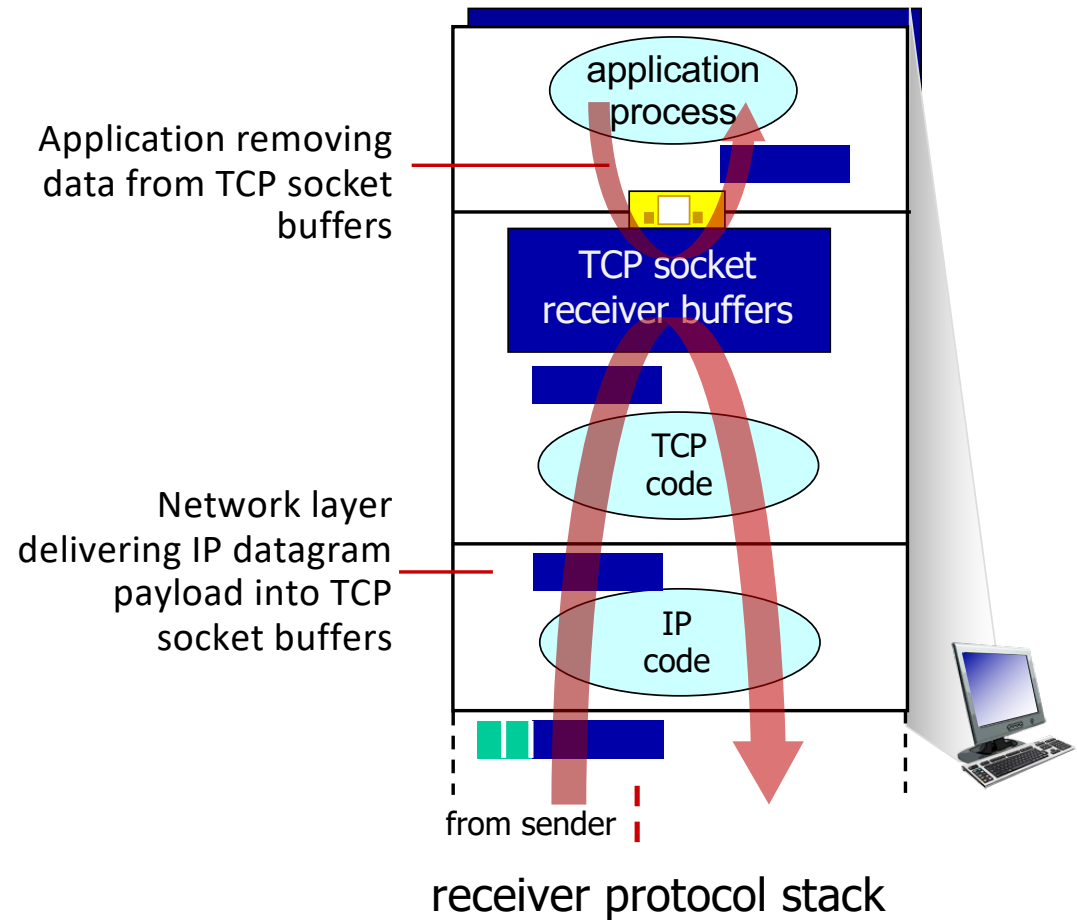 application
process
Application removing
data from TCP socket
buffers
TCP socket
receiver buffers
TCP
code
Network layer
delivering IP datagram
payload into TCP
socket buffers
IP
code
from sender
receiver protocol stack